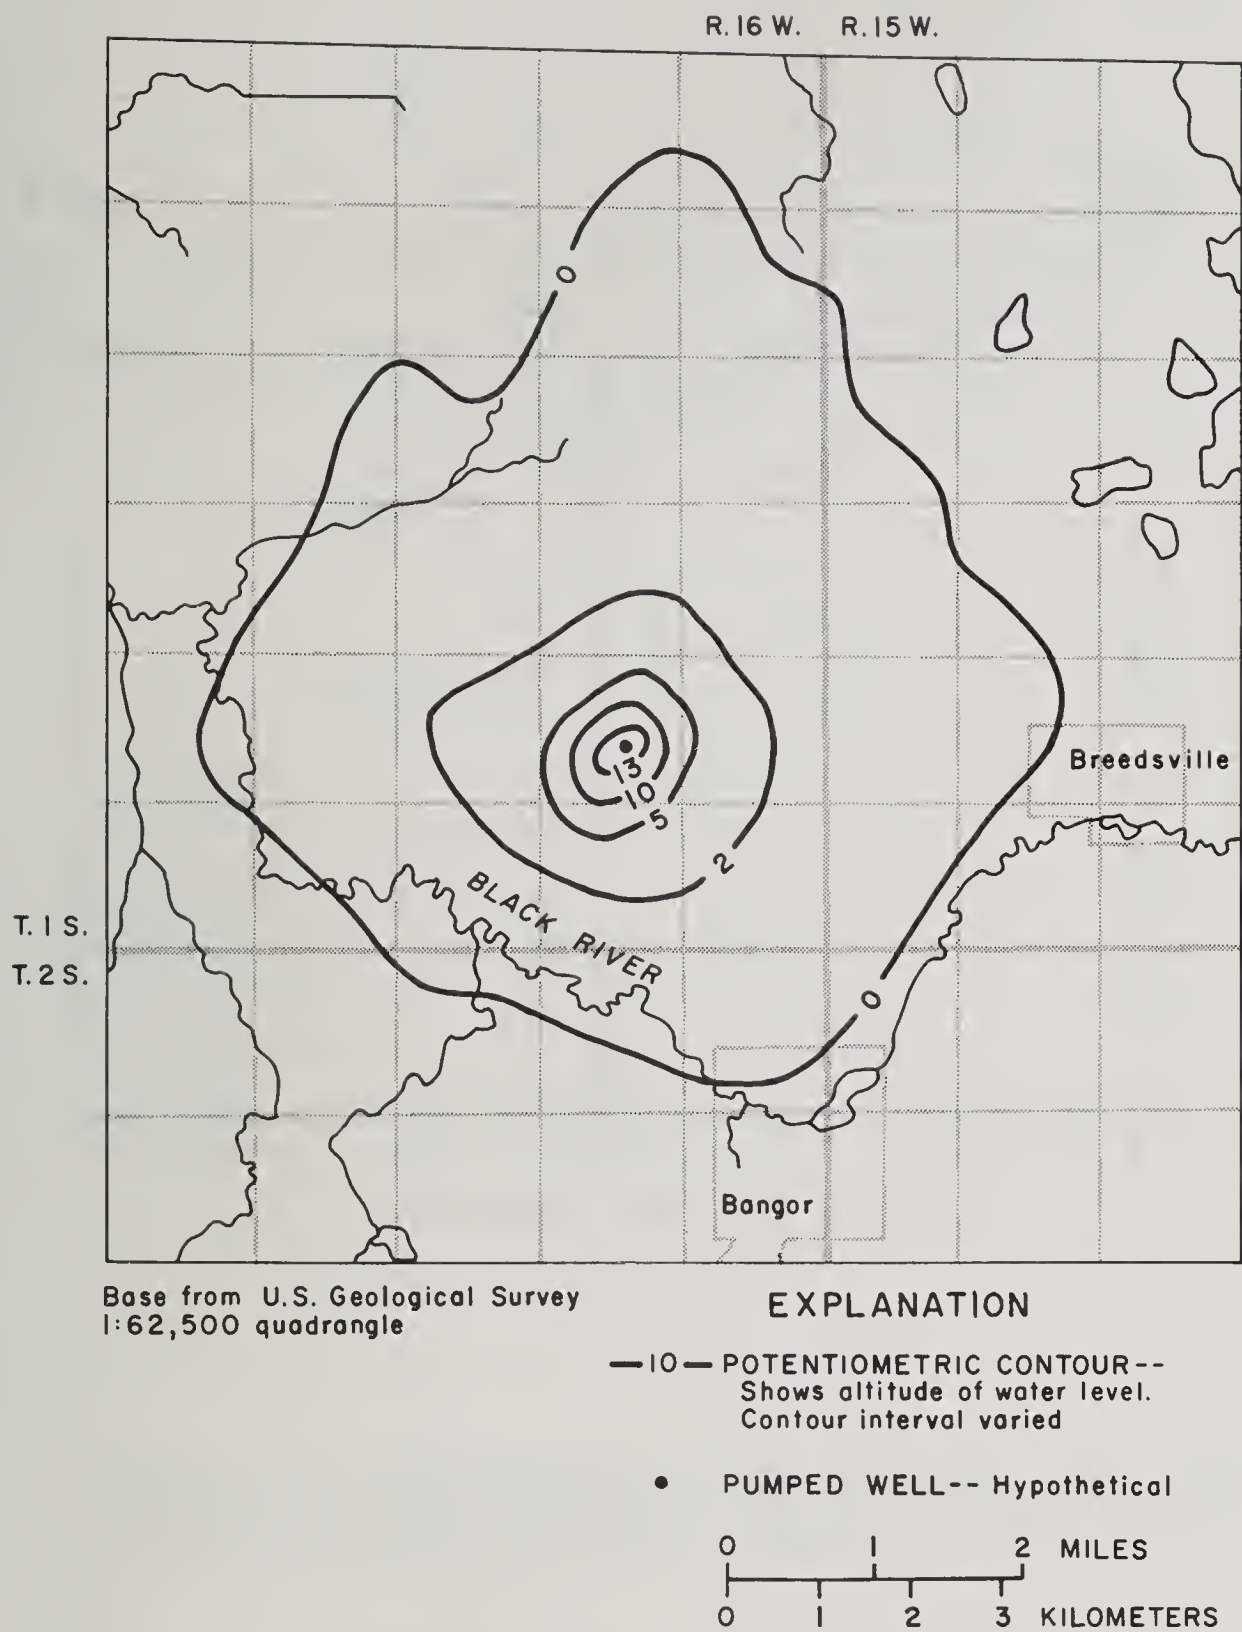 R. 16 W. R. 15 W.
0
Breedsville
13
10
5
2
BLACK RIVER
T. 1 S.
T. 2 S.
0
Bangor
Base from U.S. Geological Survey
1:62,500 quadrangle
EXPLANATION
—10— POTENTIOMETRIC CONTOUR--
Shows altitude of water level.
Contour interval varied
● PUMPED WELL-- Hypothetical
0 1 2 MILES
0 1 2 3 KILOMETERS